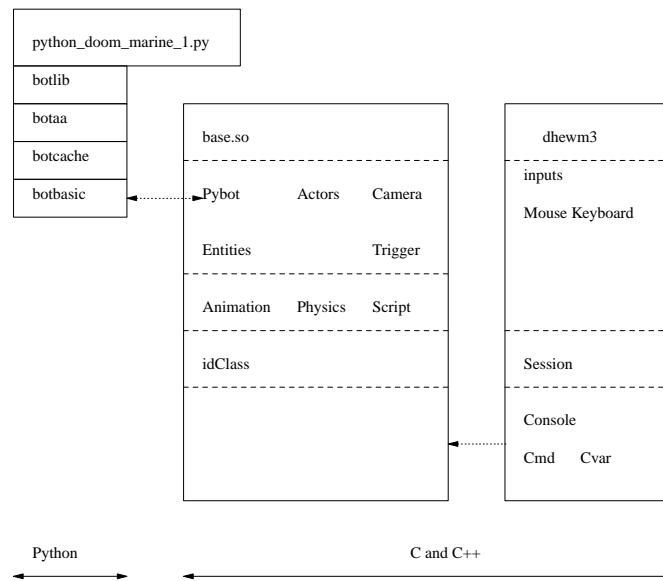 python_doom_marine_1.py
botlib
botaa
botcache
botbasic
base.so
Pybot Actors Camera
Entities Trigger
Animation Physics Script
idClass
dhewm3
inputs
Mouse Keyboard
Session
Console
Cmd Cvar
Python
C and C++